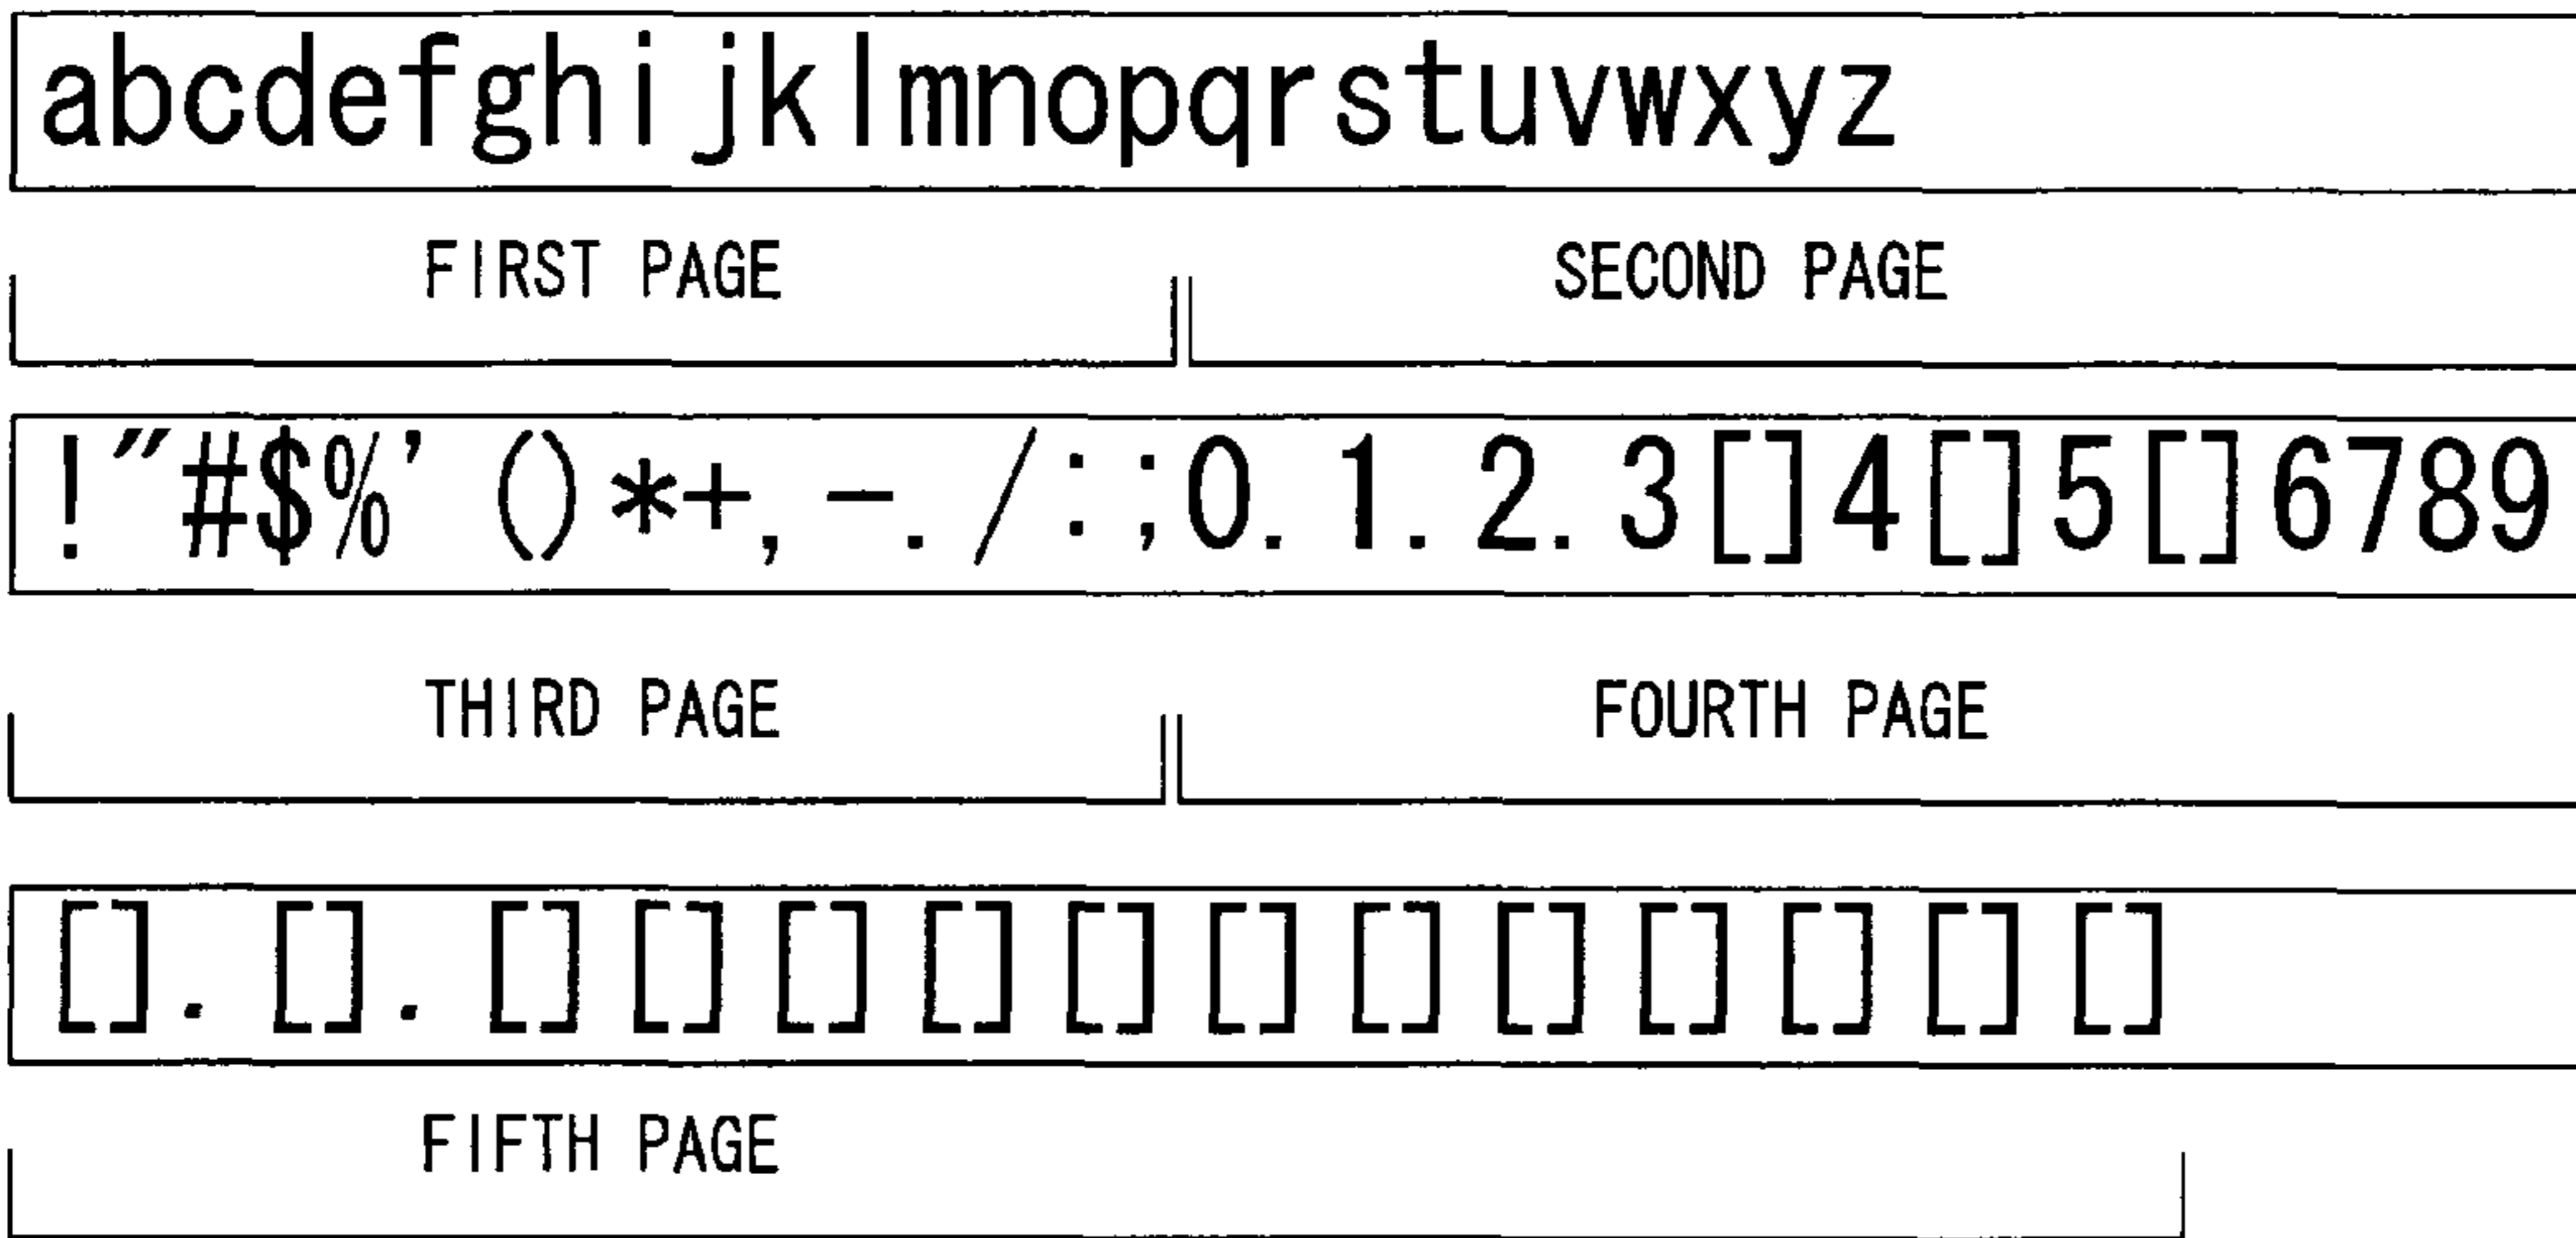 abcdefghijklmnopqrstuvwxyz
FIRST PAGE SECOND PAGE
!"#$%'()*+,-./:;0.1.2.3[]4[]5[]6789
THIRD PAGE FOURTH PAGE
[].[].[][][][][][][][][][][][]
FIFTH PAGE